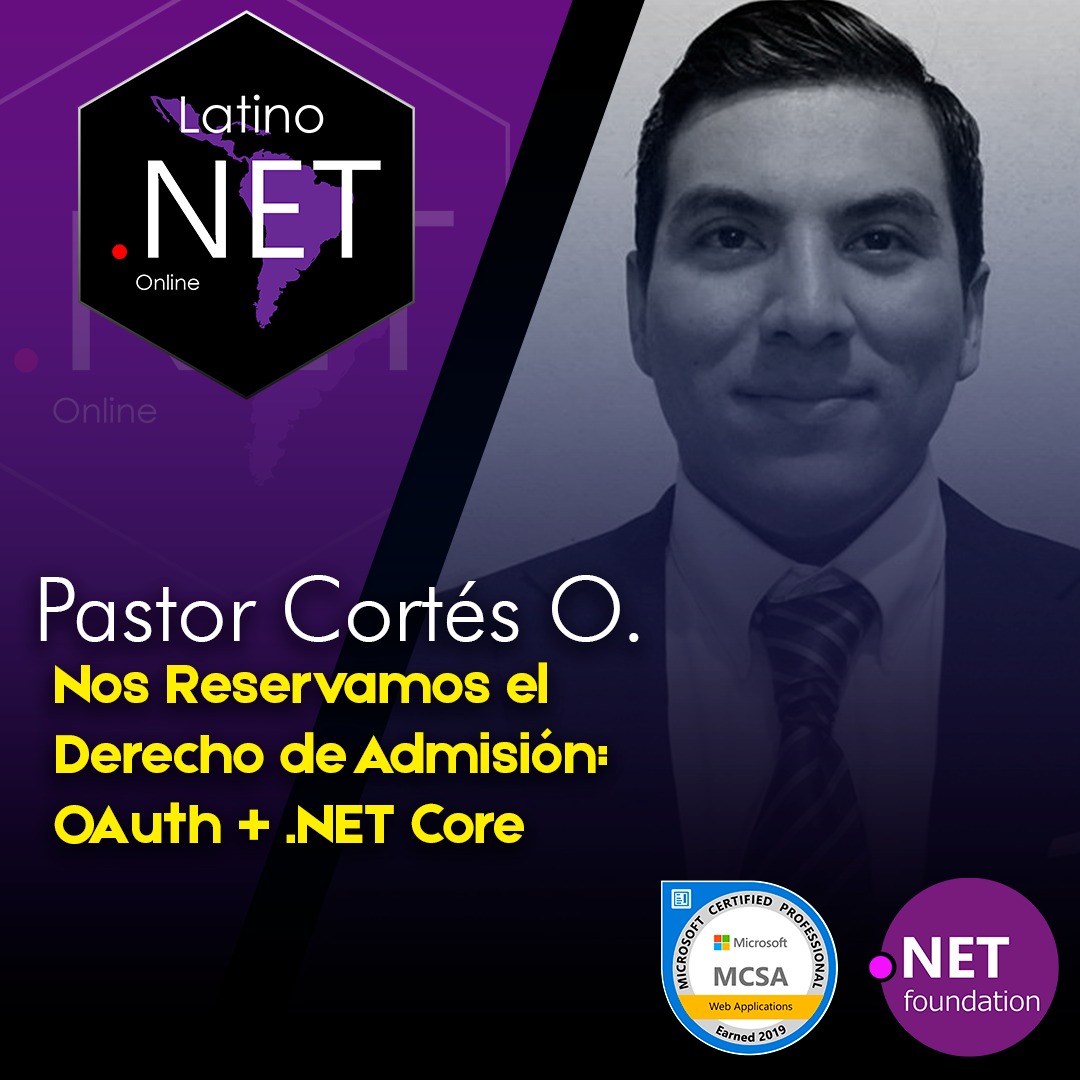 Latino
.NET
Online
Online
Pastor Cortés O.
Nos Reservamos el
Derecho de Admisión:
OAuth + .NET Core
MICROSOFT CERTIFIED PROFESSIONAL
Microsoft
MCSA
Web Applications
Earned 2019
.NET
foundation